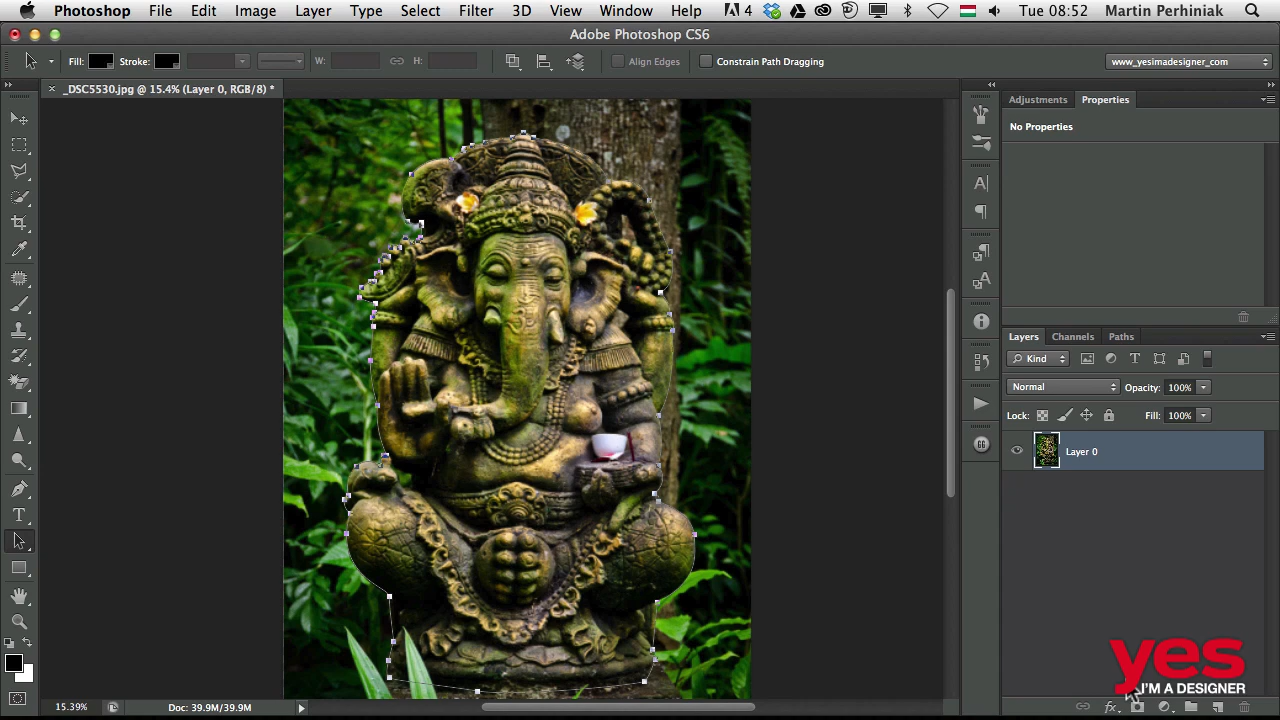 Photoshop File Edit Image Layer Type Select Filter 3D View Window Help 4 Tue 08:52 Martin Perhiniak
Adobe Photoshop CS6
Fill: Stroke: W: H: Align Edges Constrain Path Dragging www_yesimadesigner_com
_DSC5530.jpg @ 15.4% (Layer 0, RGB/8) *
Adjustments Properties
No Properties
Layers Channels Paths
Kind
Normal Opacity: 100%
Lock: Fill: 100%
Layer 0
yes
I'M A DESIGNER
15.39% Doc: 39.9M/39.9M
fx